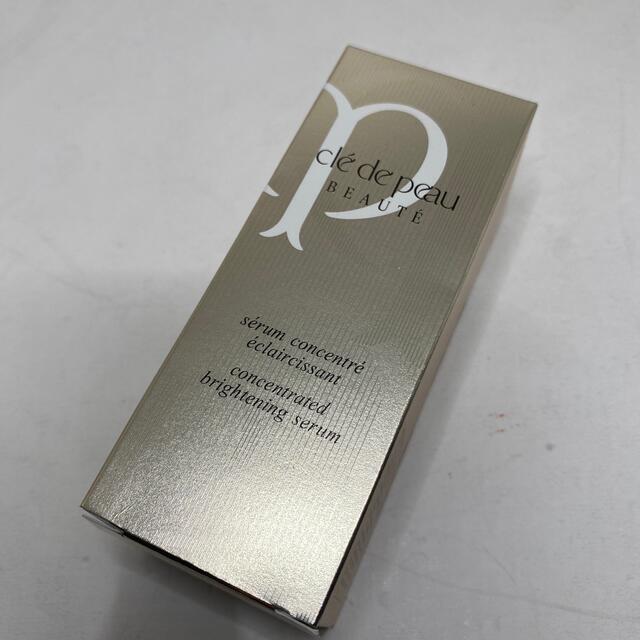 clé de peau
BEAUTÉ
sérum concentré
éclaircissant
concentrated
brightening serum